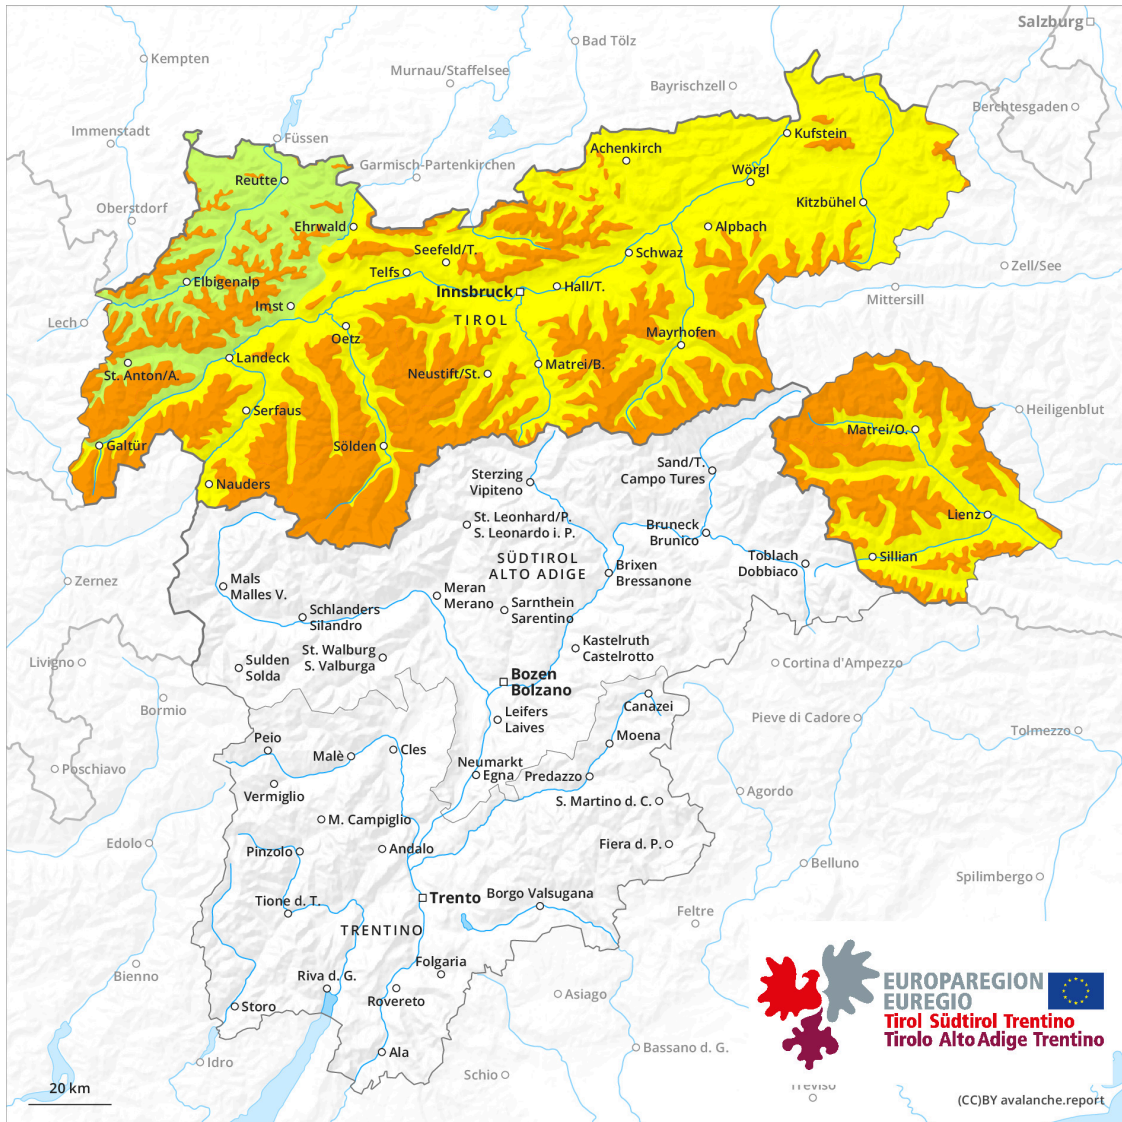 Salzburg
Bad Tölz
Kempten
Murnau/Staffelsee
Bayrischzell
Berchtesgaden
Immenstadt
Füssen
Kufstein
Achenkirch
Garmisch-Partenkirchen
Wörgl
Reutte
Oberstdorf
Kitzbühel
Ehrwald
Alpbach
Seefeld/T.
Schwaz
Zell/See
Telfs
Elbigenalp
Hall/T.
Innsbruck
Mittersill
Imst
TIROL
Lech
Mayrhofen
Oetz
Landeck
Matrei/B.
St. Anton/A.
Neustift/St.
Serfaus
Heiligenblut
Matrei/O.
Galtür
Sölden
Sand/T.
Campo Tures
Sterzing
Vipiteno
Nauders
Lienz
St. Leonhard/P.
S. Leonardo i. P.
Bruneck
Brunico
Toblach
Dobbiaco
Sillian
SÜDTIROL
ALTO ADIGE
Brixen
Bressanone
Zernez
Mals
Malles V.
Meran
Merano
Sarnthein
Sarentino
Schlanders
Silandro
Kastelruth
Castelrotto
St. Walburg
S. Valburga
Livigno
Sulden
Solda
Cortina d'Ampezzo
Bozen
Bolzano
Bormio
Canazei
Leifers
Laives
Pieve di Cadore
Tolmezzo
Peio
Moena
Malè
Cles
Neumarkt
Egna
Predazzo
Poschiavo
Vermiglio
Agordo
S. Martino d. C.
M. Campiglio
Edolo
Pinzolo
Andalo
Fiera d. P.
Belluno
Spilimbergo
Trento
Borgo Valsugana
Tione d. T.
Feltre
TRENTINO
Folgaria
Bienno
Riva d. G.
Rovereto
Asiago
Storo
EUROPAREGION
EUREGIO
Tirol Südtirol Trentino
Tirolo Alto Adige Trentino
Ala
Bassano d. G.
Idro
Schio
Treviso
20 km
(CC)BY avalanche.report